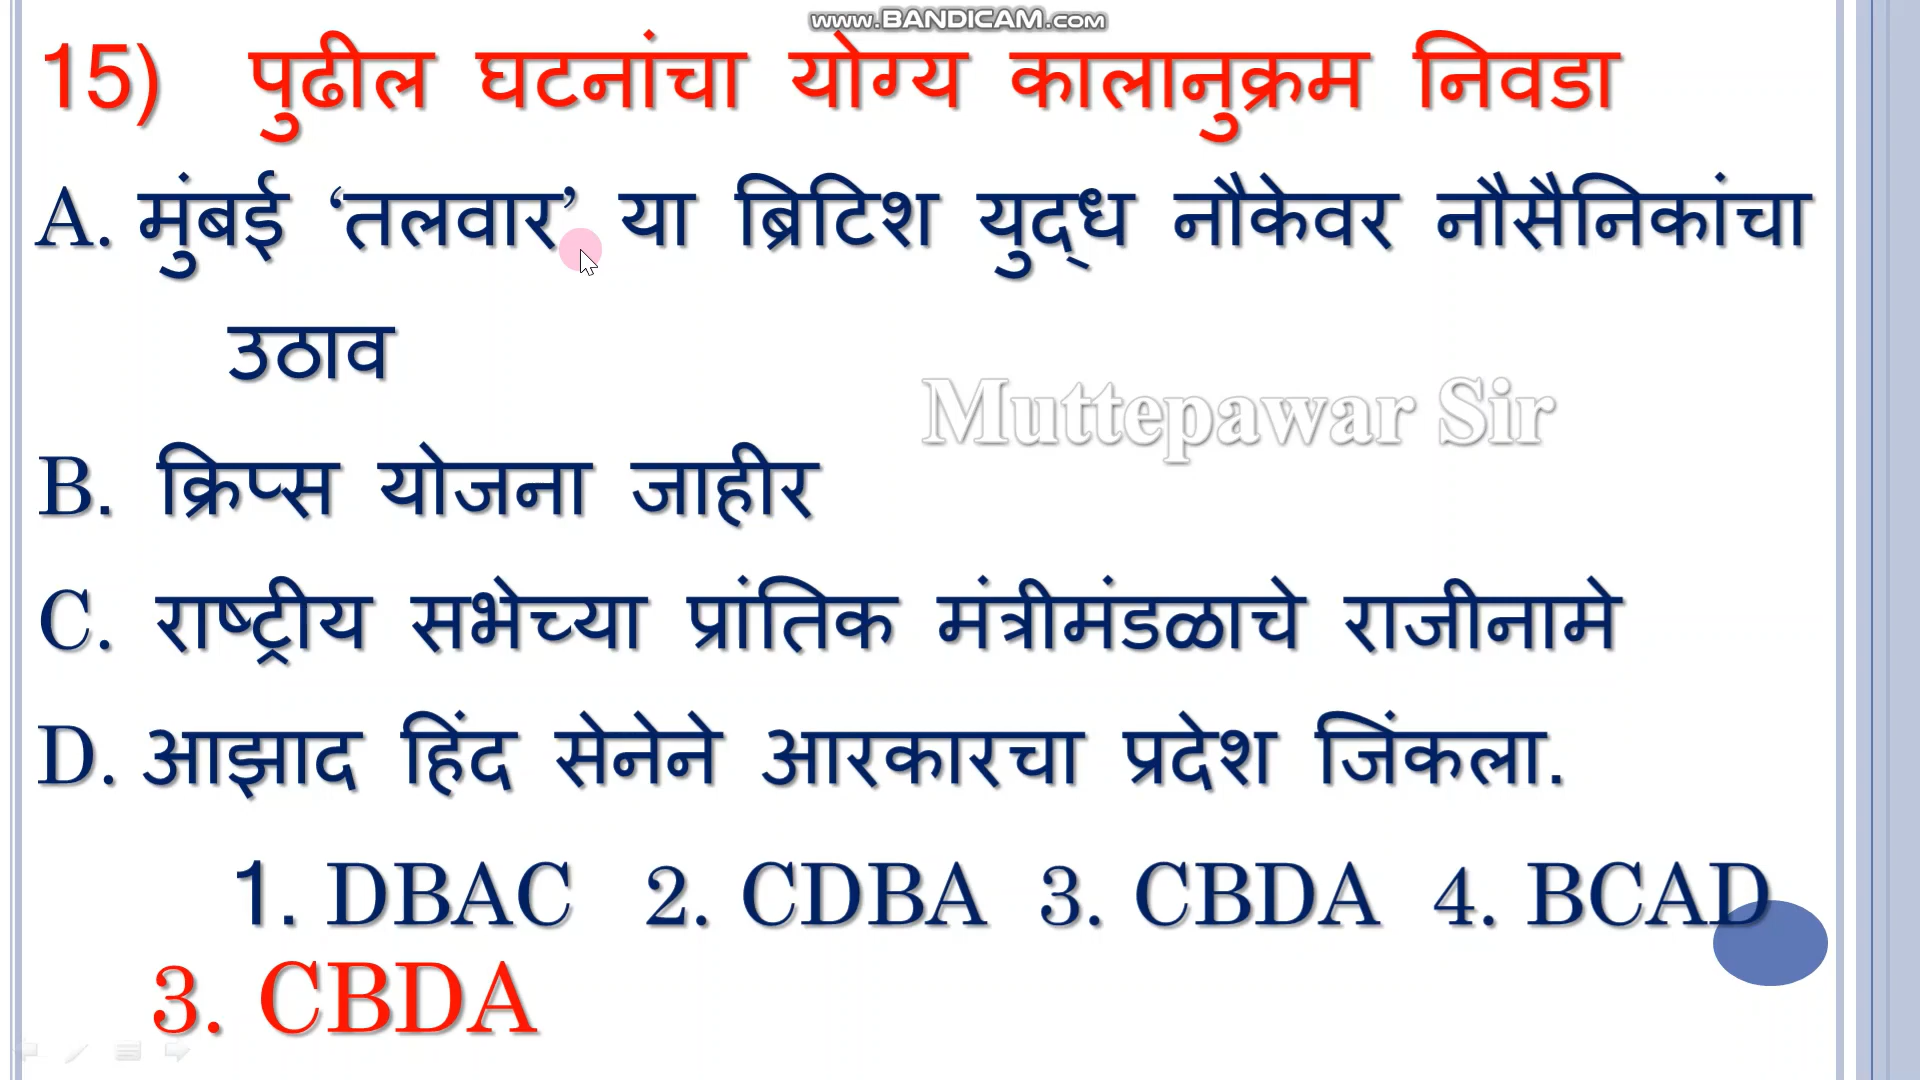 www.BANDICAM.com
15) पुढील घटनांचा योग्य कालानुक्रम निवडा
A. मुंबई ‘तलवार’ या ब्रिटिश युद्‌ध नौकेवर नौसैनिकांचा
उठाव
Muttepawar Sir
B. क्रिप्स योजना जाहीर
C. राष्ट्रीय सभेच्या प्रांतिक मंत्रीमंडळाचे राजीनामे
D. आझाद हिंद सेनेने आरकारचा प्रदेश जिंकला.
1. DBAC 2. CDBA 3. CBDA 4. BCAD
3. CBDA